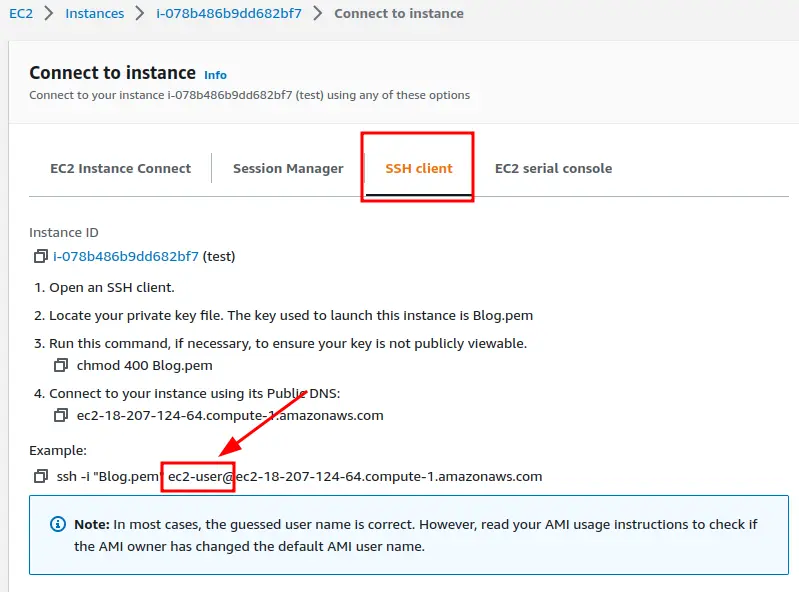 EC2 > Instances > i-078b486b9dd682bf7 > Connect to instance
Connect to instance Info
Connect to your instance i-078b486b9dd682bf7 (test) using any of these options
EC2 Instance Connect Session Manager SSH client EC2 serial console
Instance ID
i-078b486b9dd682bf7 (test)
1. Open an SSH client.
2. Locate your private key file. The key used to launch this instance is Blog.pem
3. Run this command, if necessary, to ensure your key is not publicly viewable.
chmod 400 Blog.pem
4. Connect to your instance using its Public DNS:
ec2-18-207-124-64.compute-1.amazonaws.com
Example:
ssh -i "Blog.pem" ec2-user@ec2-18-207-124-64.compute-1.amazonaws.com
Note: In most cases, the guessed user name is correct. However, read your AMI usage instructions to check if
the AMI owner has changed the default AMI user name.